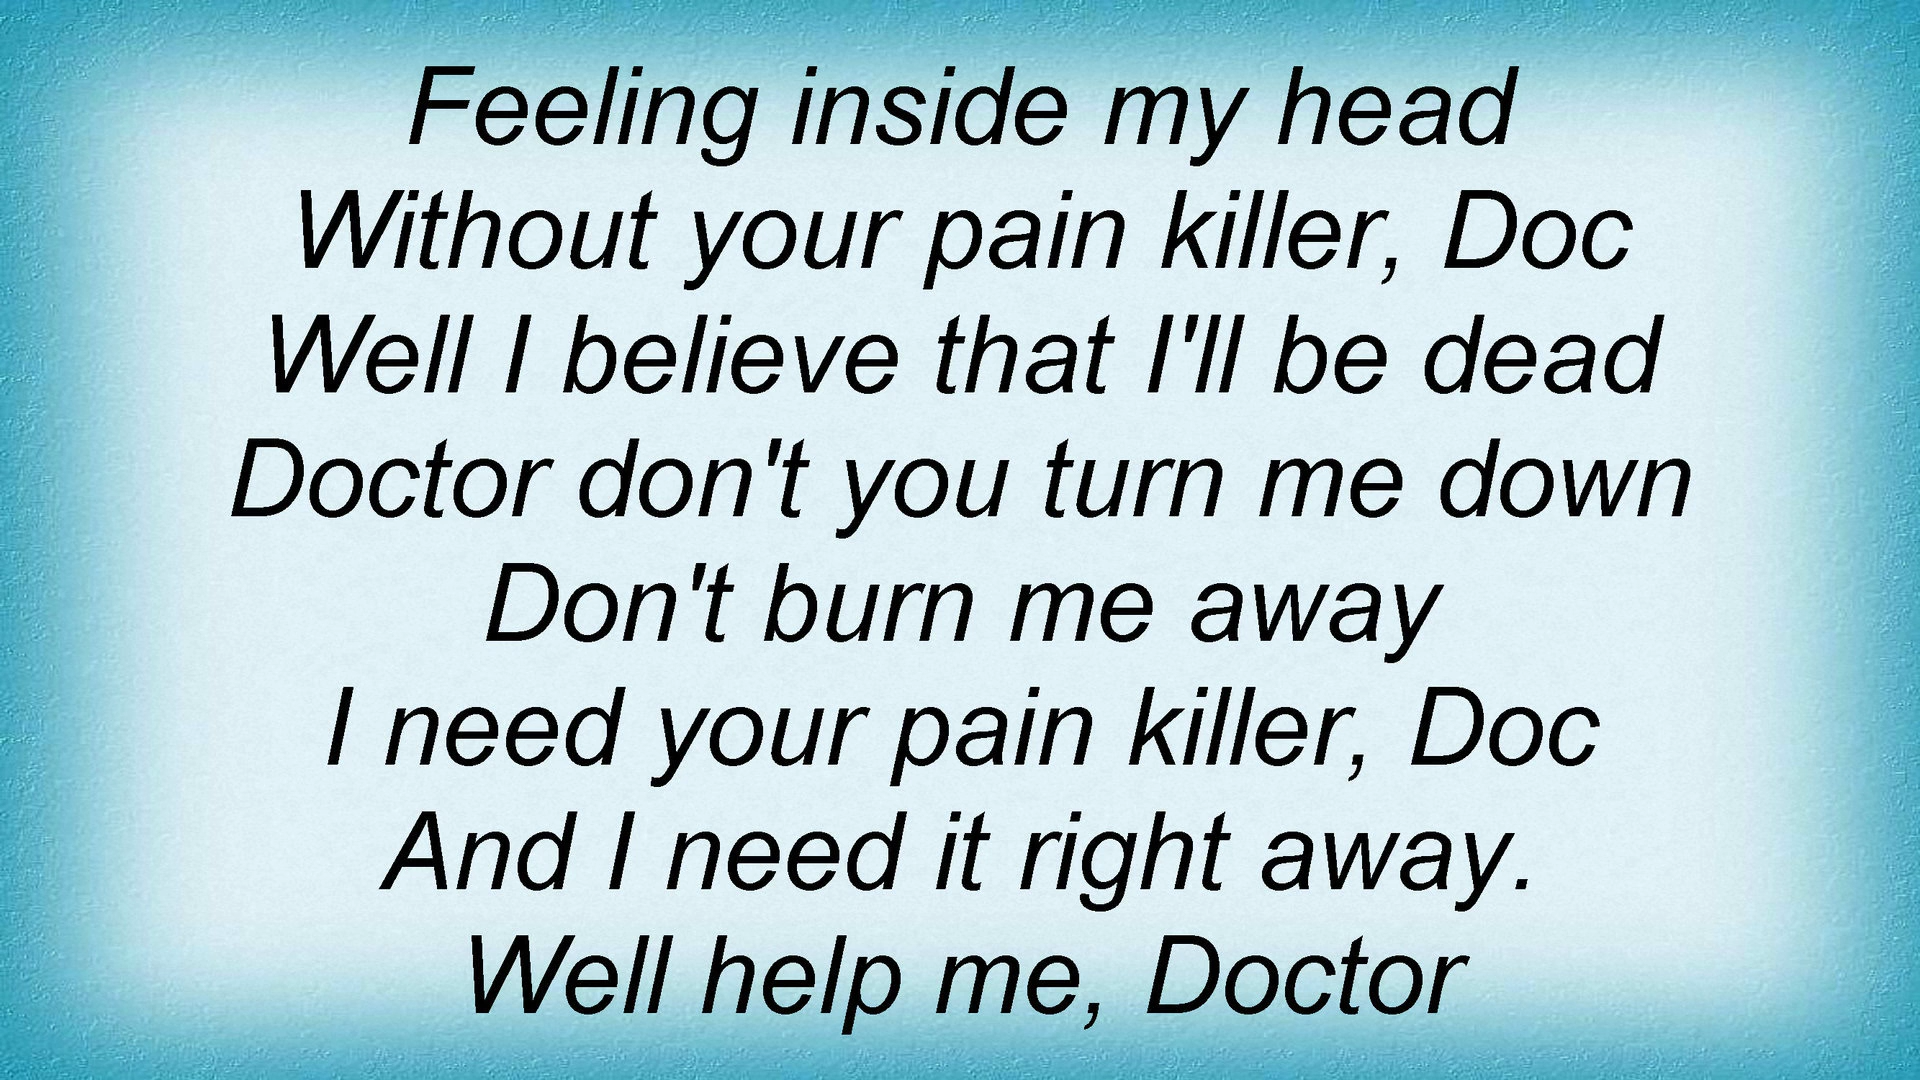 Feeling inside my head
Without your pain killer, Doc
Well I believe that I'll be dead
Doctor don't you turn me down
Don't burn me away
I need your pain killer, Doc
And I need it right away.
Well help me, Doctor